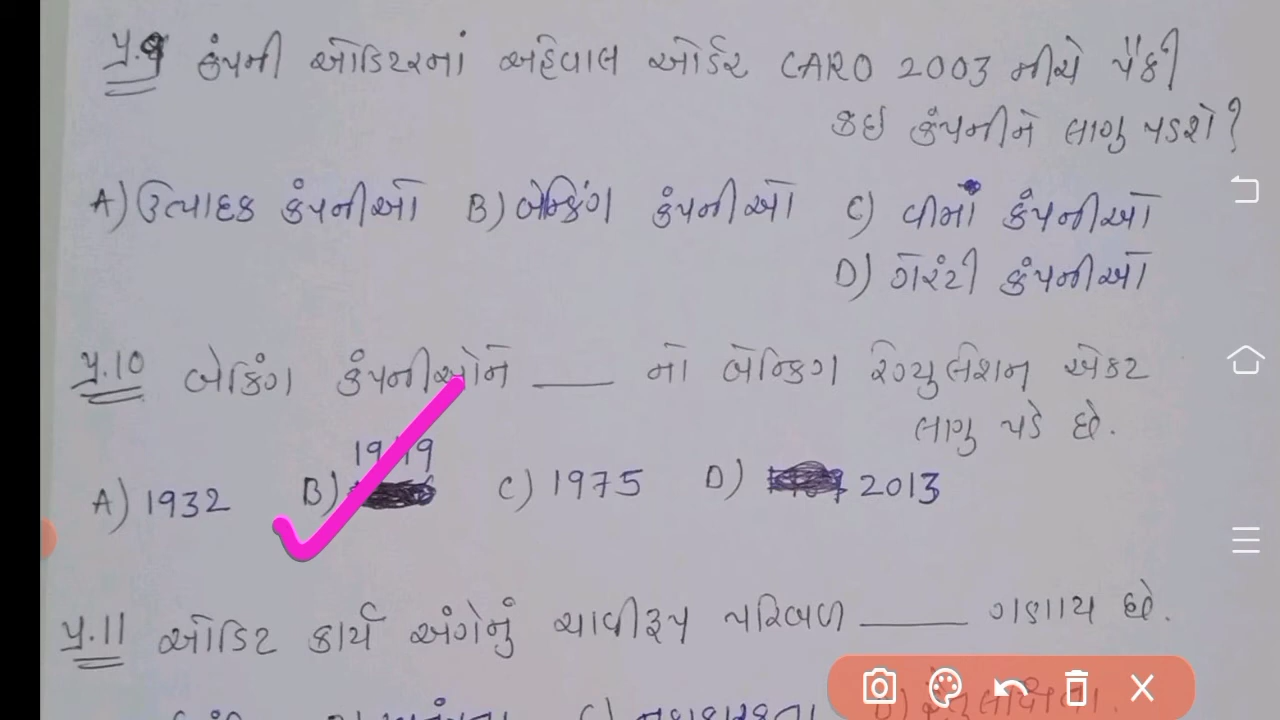 પ્ર.9 કંપની ઓડિટરનાં અહેવાલ ઓર્ડર CARO 2003 નીચે પૈકી
કઇ કંપનીને લાગુ પડશે?
A) ઉત્પાદક કંપનીઓ B) બેન્કિંગ કંપનીઓ C) વીમા કંપનીઓ
D) ગેરંટી કંપનીઓ
પ્ર.10 બેકિંગ કંપનીઓને ____ નો બેન્કિગ રેગ્યુલેશન એકટ
લાગુ પડે છે.
A) 1932 B) 1949 C) 1975 D) 2013
પ્ર.11 ઓડિટ કાર્ય અંગેનું ચાવીરૂપ પરિબળ ____ ગણાય છે.